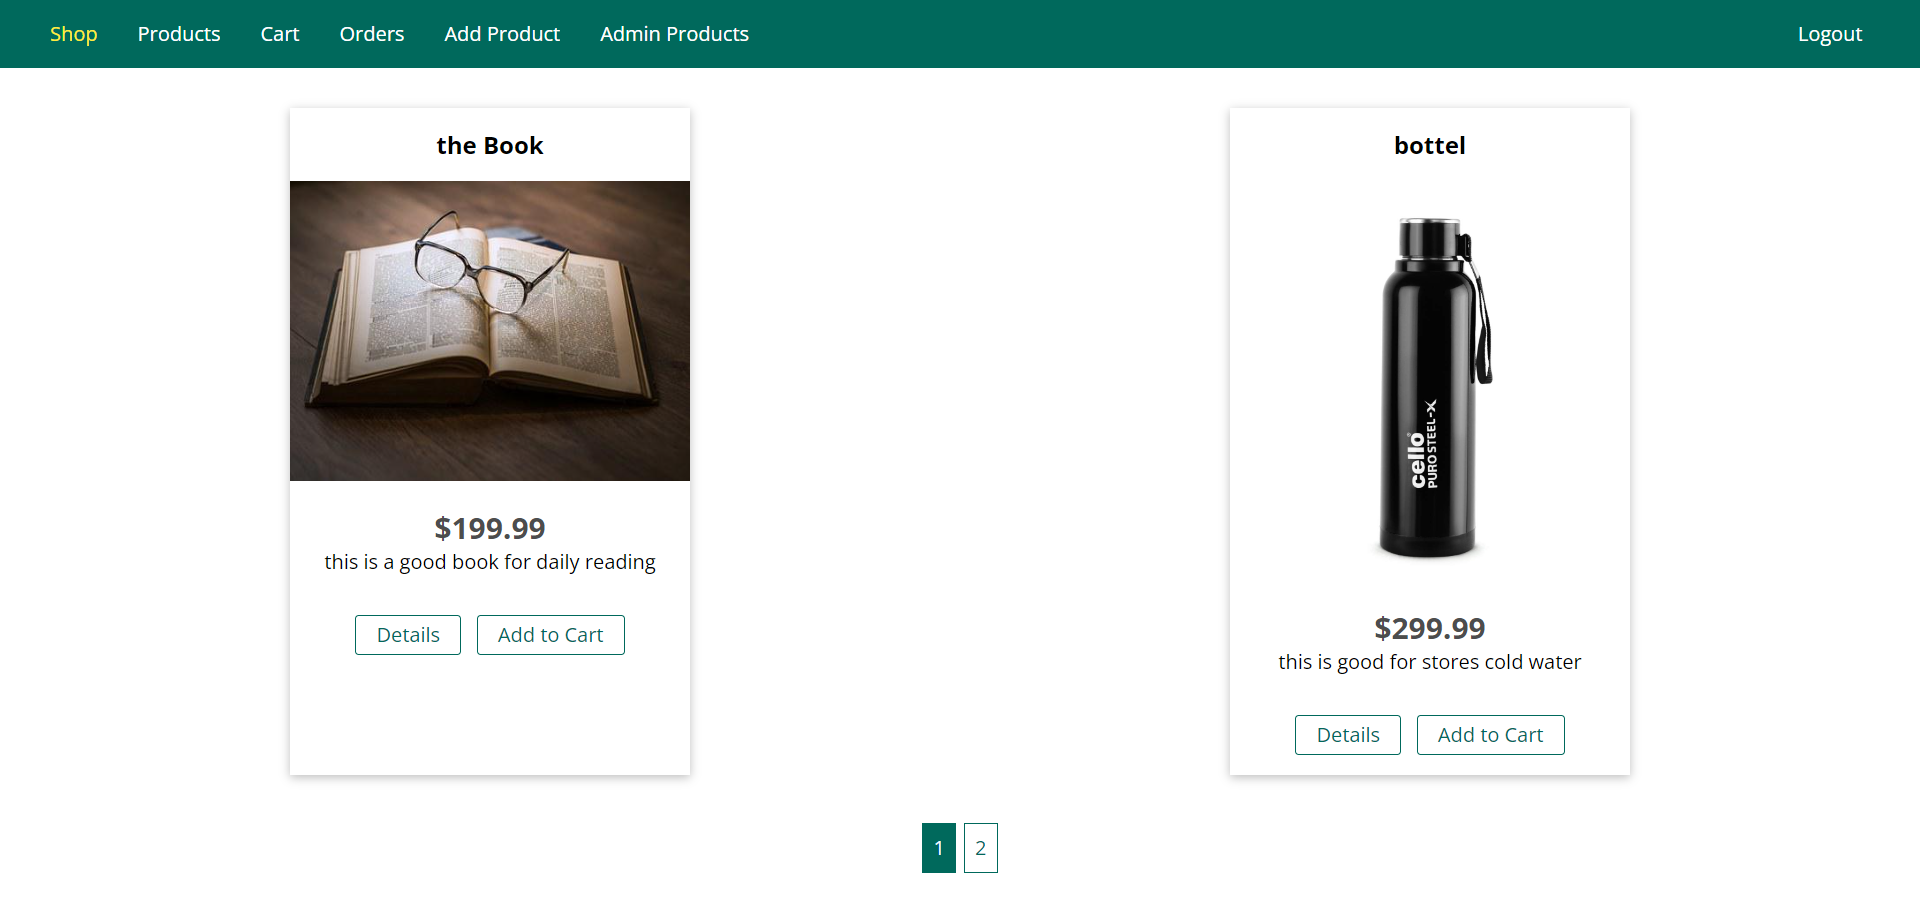 Shop Products Cart Orders Add Product Admin Products Logout
the Book
$199.99
this is a good book for daily reading
Details Add to Cart
bottel
cello
PURO STEEL-X
$299.99
this is good for stores cold water
Details Add to Cart
1 2